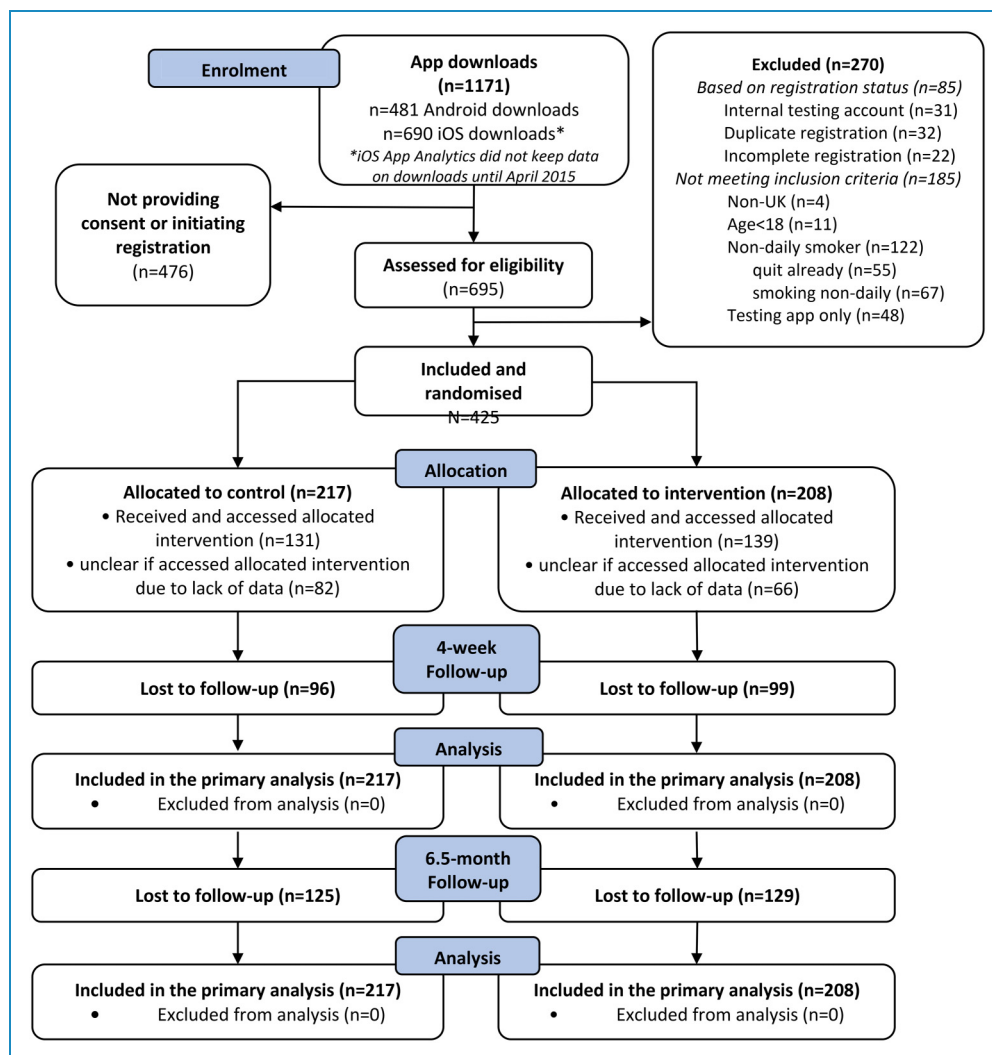 Enrolment
App downloads
(n=1171)
n=481 Android downloads
n=690 iOS downloads*
*iOS App Analytics did not keep data
on downloads until April 2015
Excluded (n=270)
Based on registration status (n=85)
Internal testing account (n=31)
Duplicate registration (n=32)
Incomplete registration (n=22)
Not meeting inclusion criteria (n=185)
Non-UK (n=4)
Age<18 (n=11)
Non-daily smoker (n=122)
quit already (n=55)
smoking non-daily (n=67)
Testing app only (n=48)
Not providing
consent or initiating
registration
(n=476)
Assessed for eligibility
(n=695)
Included and
randomised
N=425
Allocation
Allocated to control (n=217)
• Received and accessed allocated
intervention (n=131)
• unclear if accessed allocated intervention
due to lack of data (n=82)
Allocated to intervention (n=208)
• Received and accessed allocated
intervention (n=139)
• unclear if accessed allocated intervention
due to lack of data (n=66)
4-week
Follow-up
Lost to follow-up (n=96)
Lost to follow-up (n=99)
Analysis
Included in the primary analysis (n=217)
• Excluded from analysis (n=0)
Included in the primary analysis (n=208)
• Excluded from analysis (n=0)
6.5-month
Follow-up
Lost to follow-up (n=125)
Lost to follow-up (n=129)
Analysis
Included in the primary analysis (n=217)
• Excluded from analysis (n=0)
Included in the primary analysis (n=208)
• Excluded from analysis (n=0)